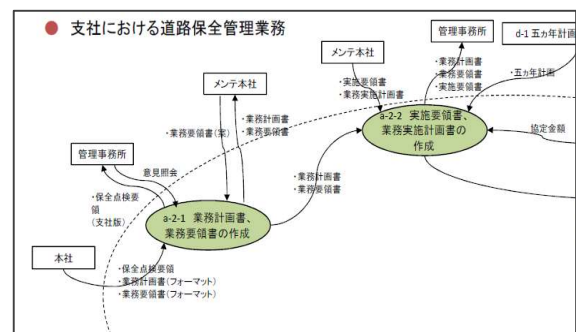 ● 支社における道路保全管理業務
管理事務所
d-1 五ヵ年計画
メンテ本社
・業務計画書
・業務要領書
・実施要領書
・実施要領書
・業務実施計画書
・五ヵ年計画
メンテ本社
・業務計画書
・業務要領書
・業務要領書(案)
a-2-2 実施要領書、
業務実施計画書の
作成
協定金額
管理事務所
意見照会
・業務計画書
・業務要領書
・保全点検要
領
(支社版)
a-2-1 業務計画書、
業務要領書の作成
本社
・保全点検要領
・業務計画書(フォーマット)
・業務要領書(フォーマット)